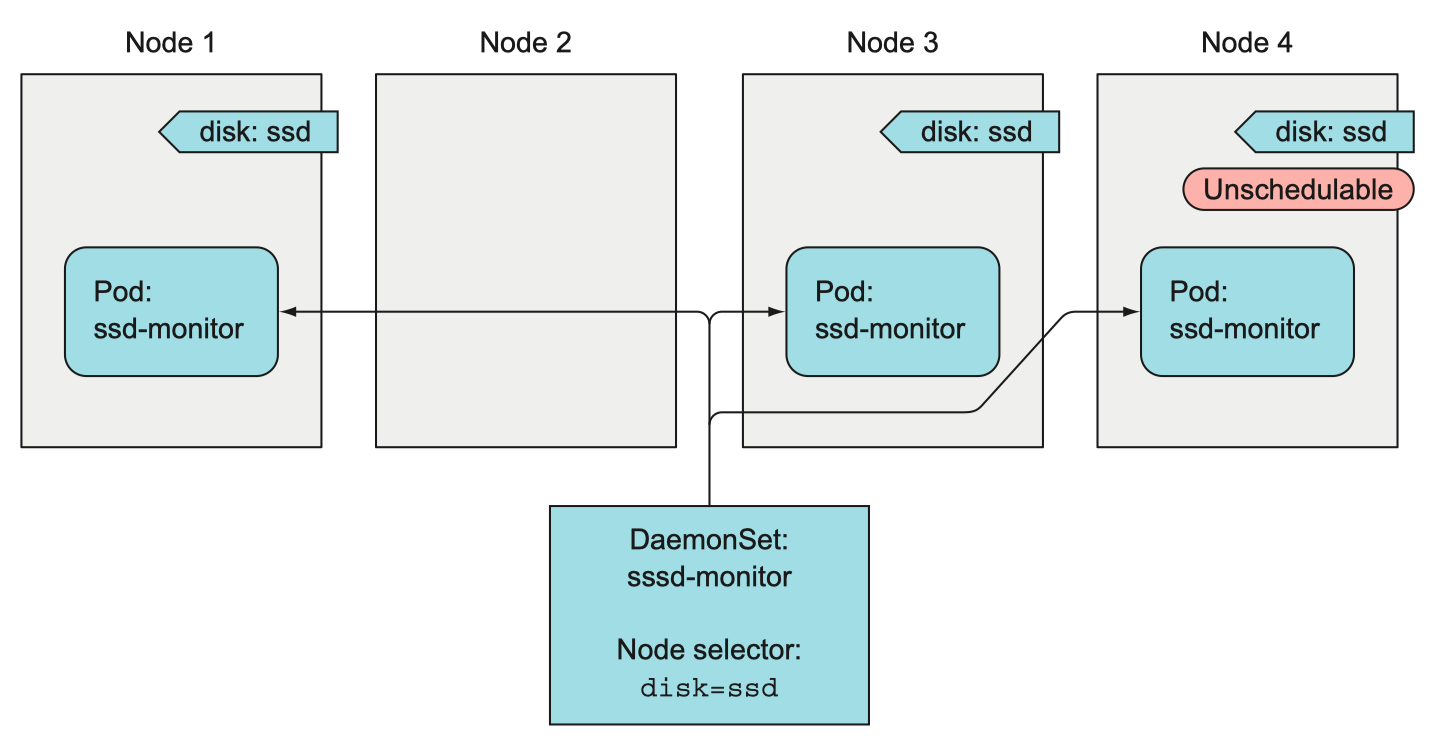 Node 1
Node 2
Node 3
Node 4
disk: ssd
disk: ssd
disk: ssd
Unschedulable
Pod:
ssd-monitor
Pod:
ssd-monitor
Pod:
ssd-monitor
DaemonSet:
sssd-monitor
Node selector:
disk=ssd